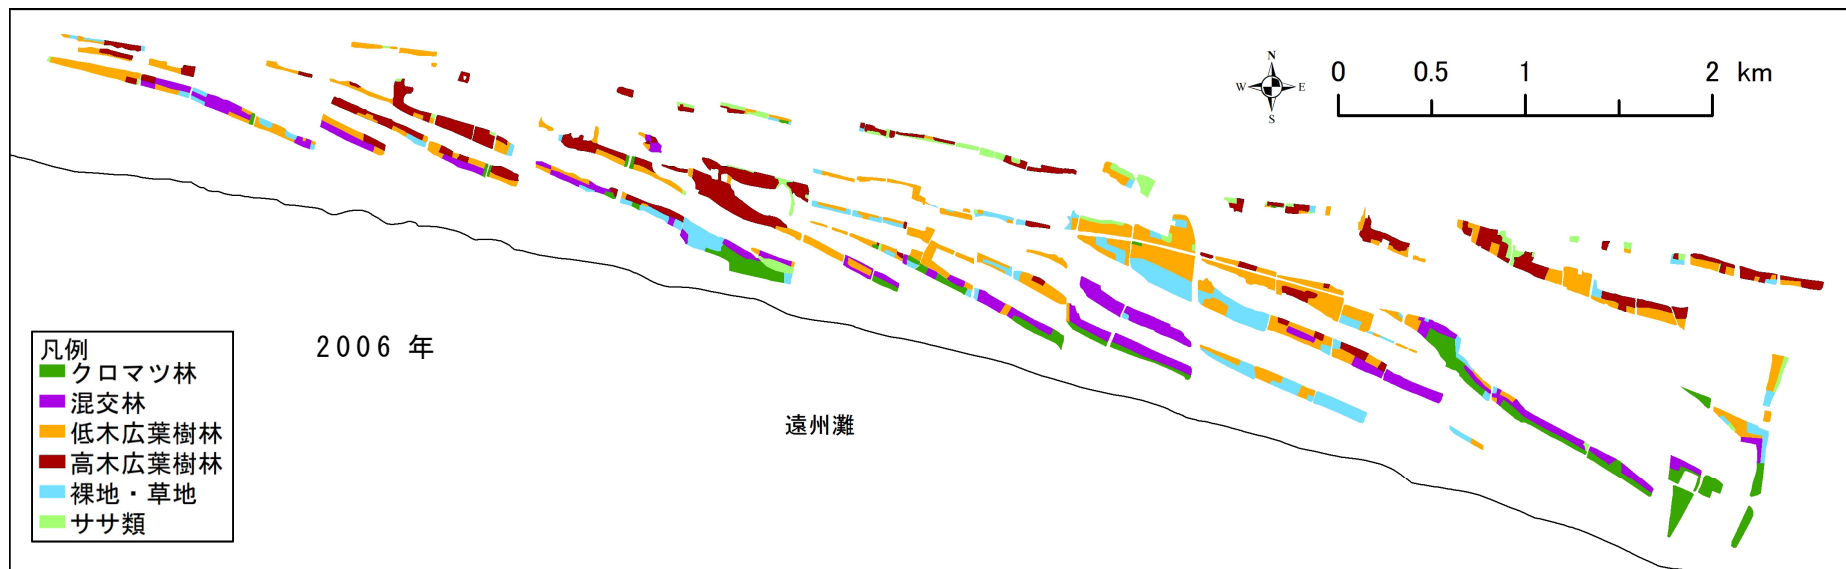 N
W E
S
0 0.5 1 2 km
2006 年
遠州灘
凡例
クロマツ林
混交林
低木広葉樹林
高木広葉樹林
裸地・草地
ササ類